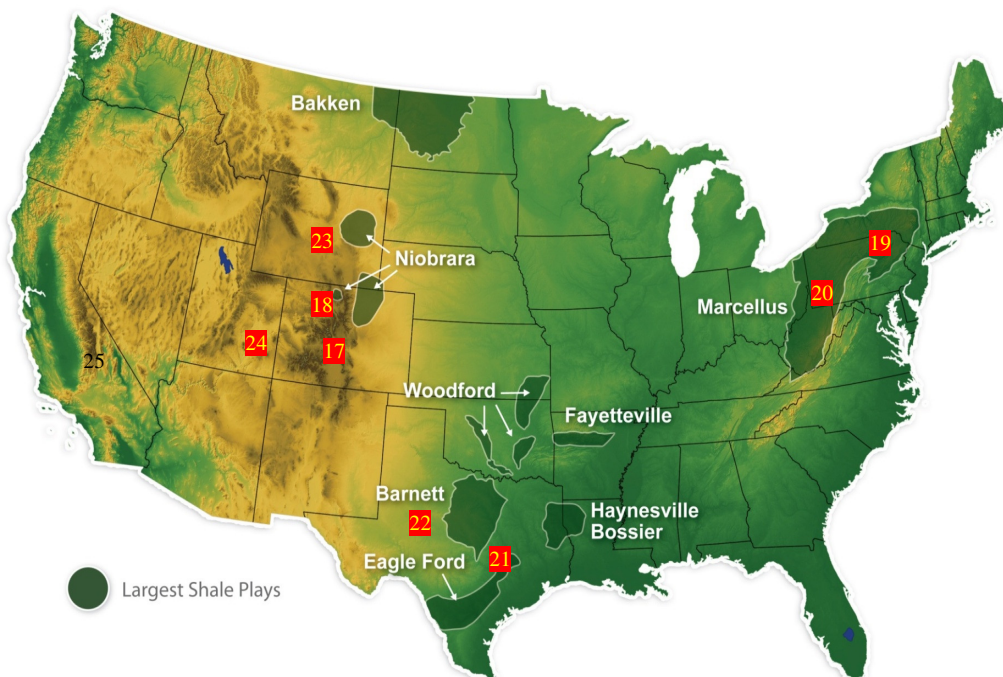 Bakken
19
23
Niobrara
20
18
Marcellus
24
17
25
Woodford
Fayetteville
Barnett
Haynesville
Bossier
22
21
Eagle Ford
Largest Shale Plays